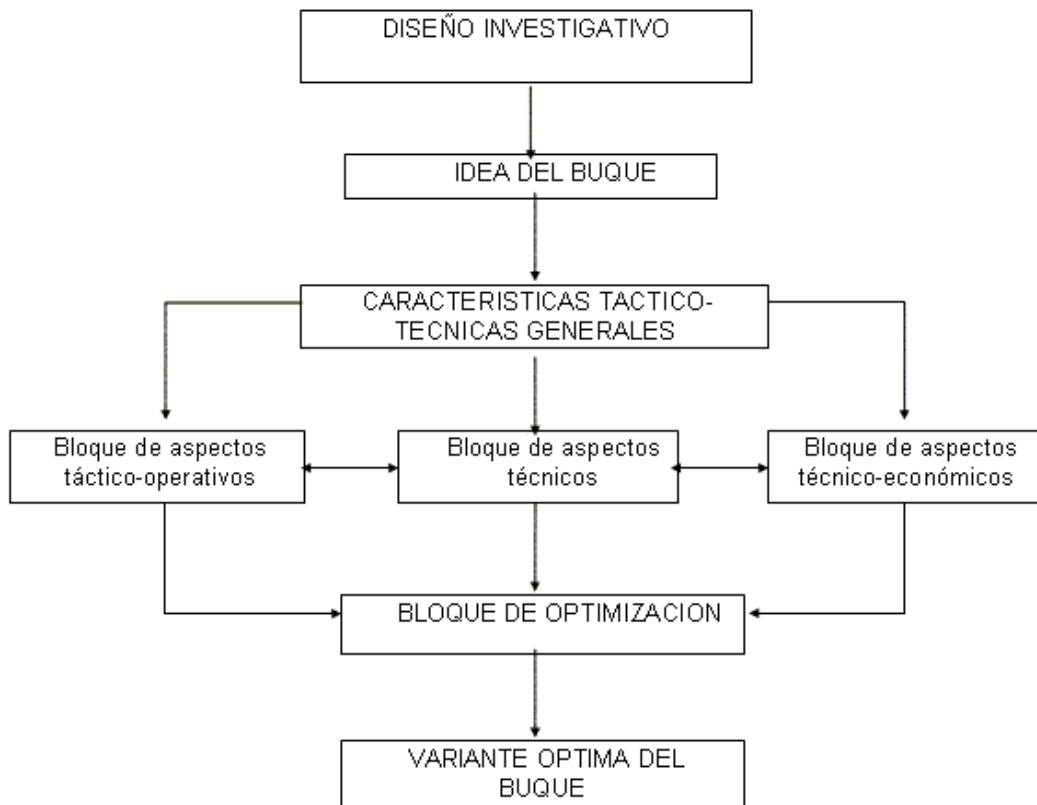 DISEÑO INVESTIGATIVO
IDEA DEL BUQUE
CARACTERISTICAS TACTICO-
TECNICAS GENERALES
Bloque de aspectos
táctico-operativos
Bloque de aspectos
técnicos
Bloque de aspectos
técnico-económicos
BLOQUE DE OPTIMIZACION
VARIANTE OPTIMA DEL
BUQUE